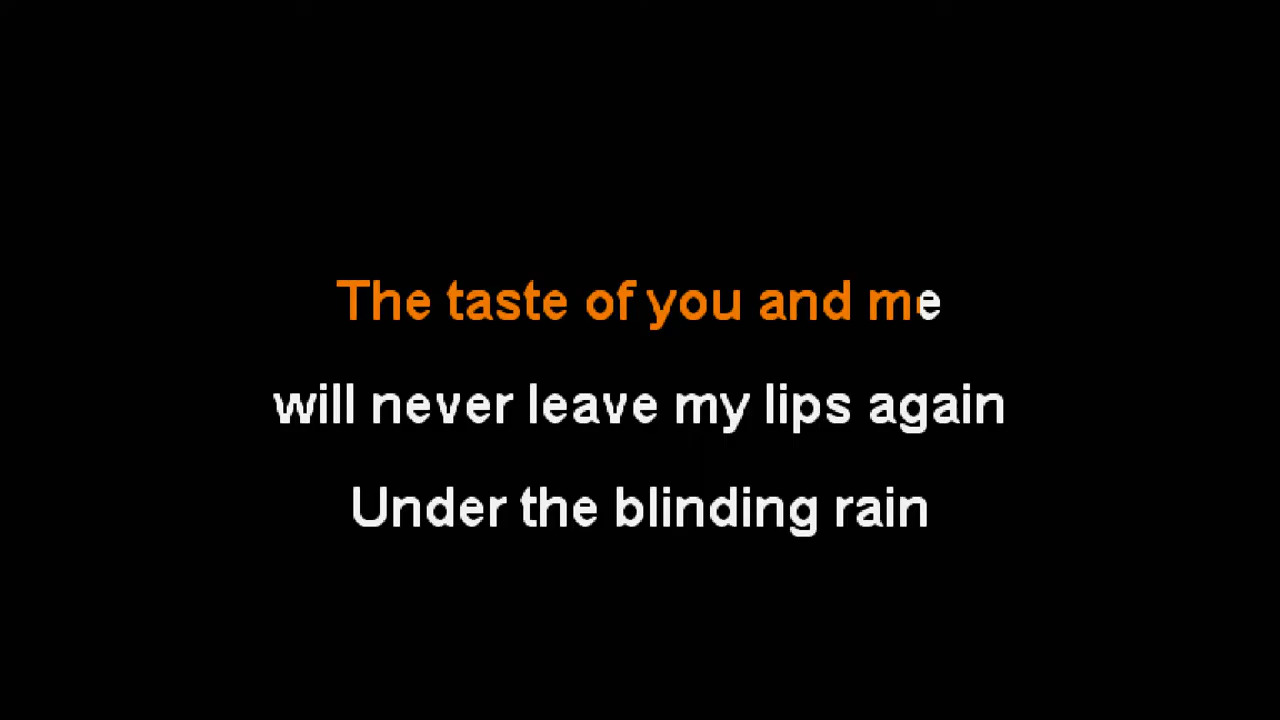 The taste of you and me
will never leave my lips again
Under the blinding rain